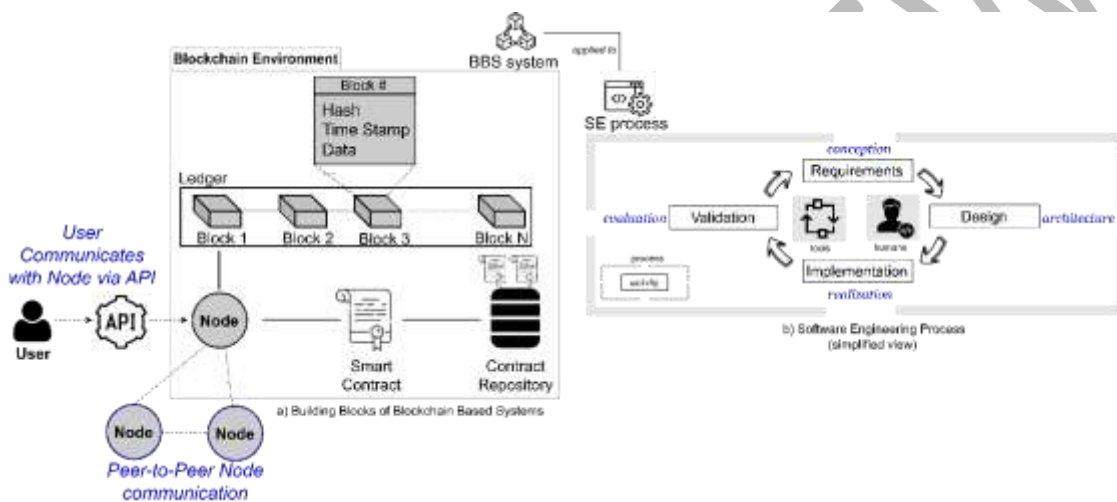 Blockchain Environment
BBS system
applied to
SE process
Block #
Hash
Time Stamp
Data
Ledger
Block 1
Block 2
Block 3
Block N
User
Communicates
with Node via API
User
API
Node
Smart
Contract
Contract
Repository
a) Building Blocks of Blockchain Based Systems
Node
Node
Peer-to-Peer Node
communication
conception
Requirements
evaluation
Validation
tools
humans
Design
architecture
process
activity
Implementation
realization
b) Software Engineering Process
(simplified view)